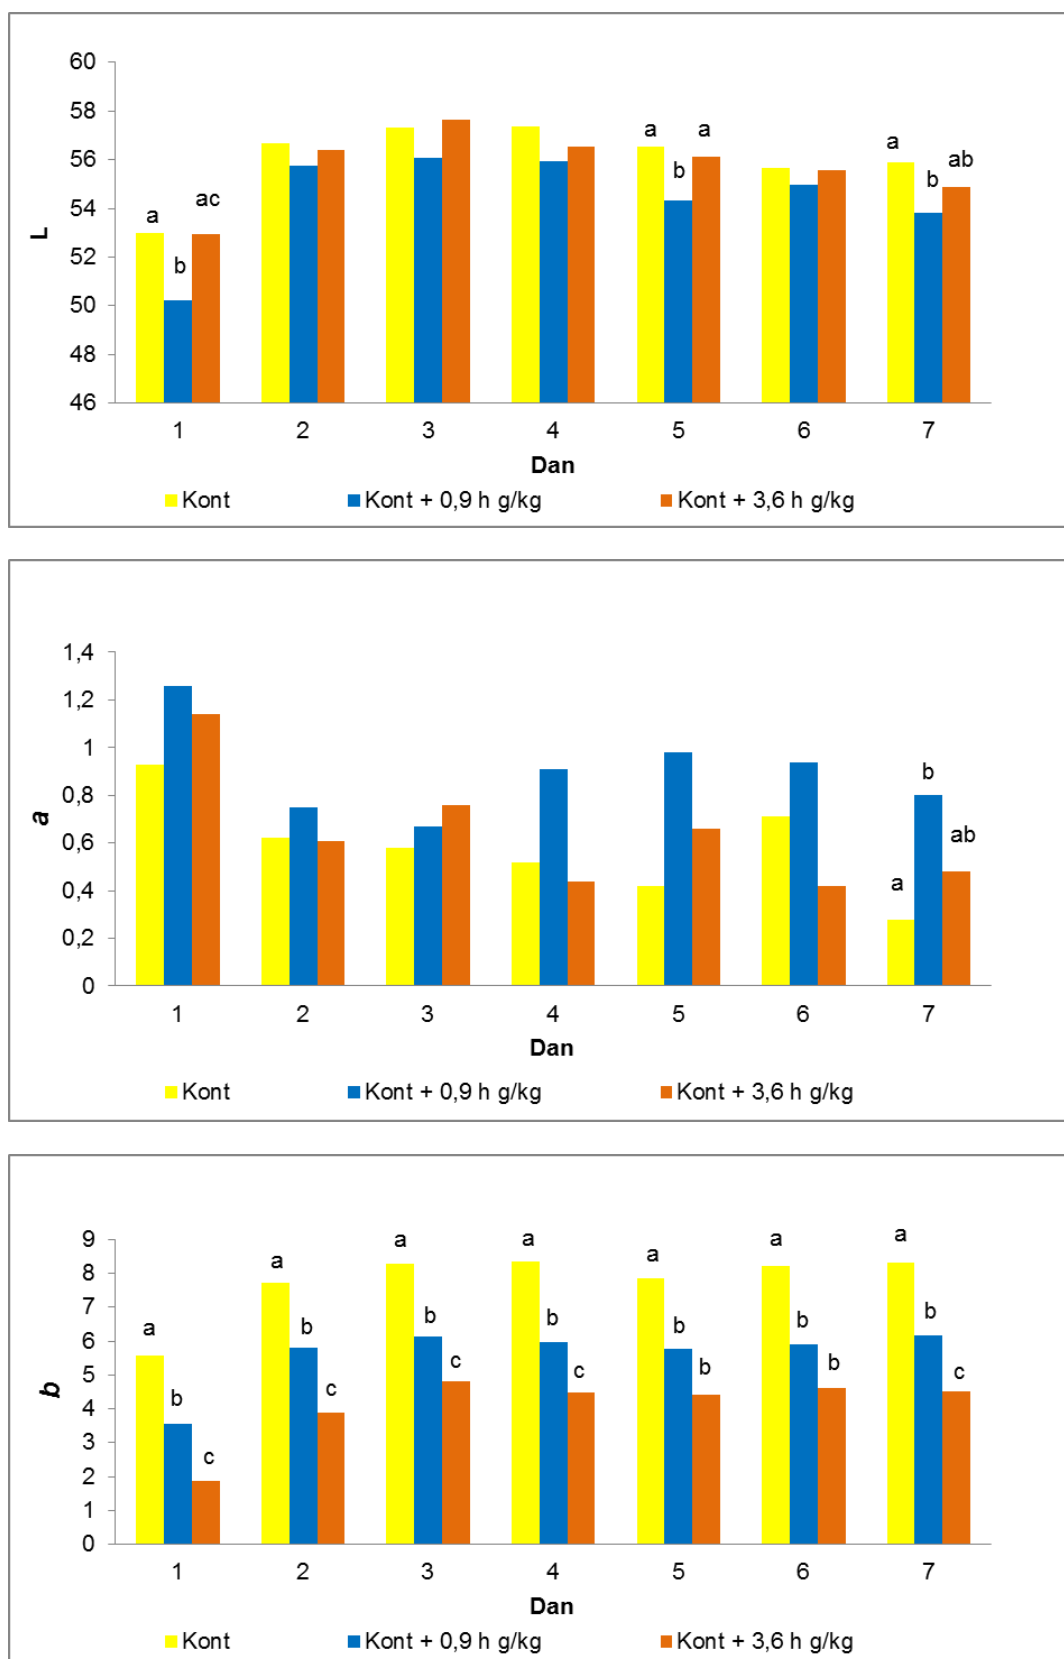 60
58
56
54
52
50
48
46
L
a
b
ac
a
b
a
a
b
ab
1 2 3 4 5 6 7
Dan
Kont Kont + 0,9 h g/kg Kont + 3,6 h g/kg
1,4
1,2
1
0,8
0,6
0,4
0,2
0
a
a
b
ab
1 2 3 4 5 6 7
Dan
Kont Kont + 0,9 h g/kg Kont + 3,6 h g/kg
9
8
7
6
5
4
3
2
1
0
b
a
b
c
a
b
c
a
b
c
a
b
c
a
b
b
a
b
b
a
b
c
1 2 3 4 5 6 7
Dan
Kont Kont + 0,9 h g/kg Kont + 3,6 h g/kg